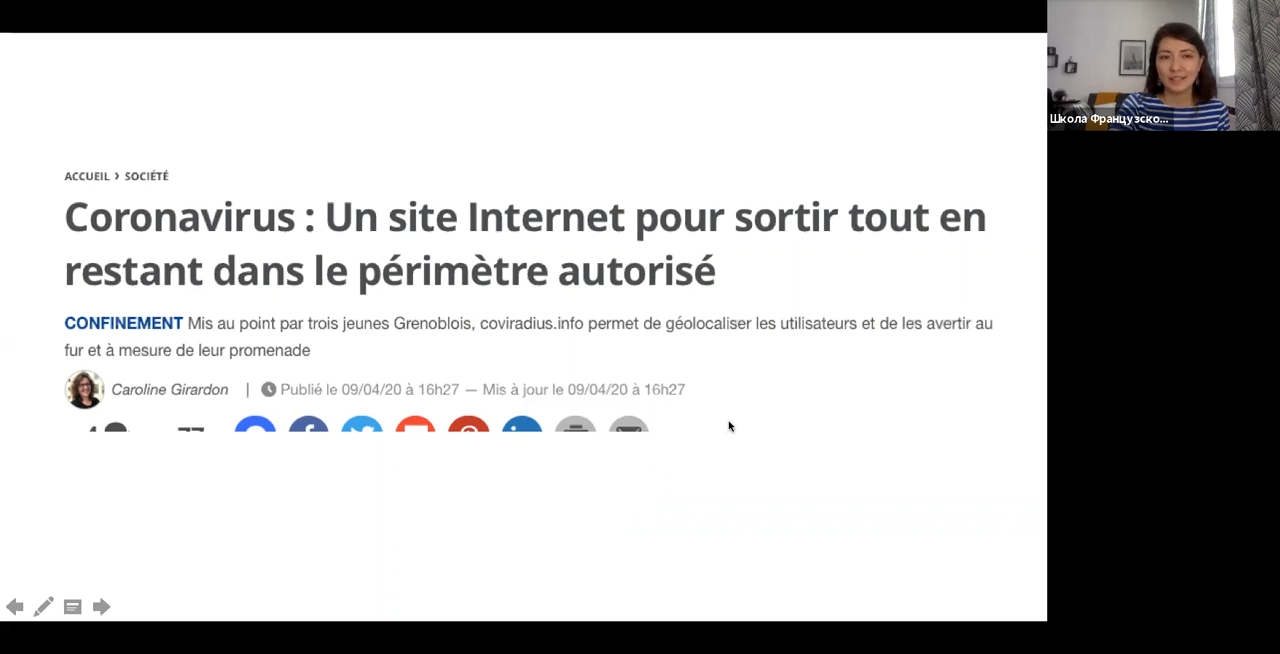 ACCUEIL › SOCIÉTÉ
Coronavirus : Un site Internet pour sortir tout en
restant dans le périmètre autorisé
CONFINEMENT Mis au point par trois jeunes Grenoblois, coviradius.info permet de géolocaliser les utilisateurs et de les avertir au
fur et à mesure de leur promenade
Caroline Girardon | Publié le 09/04/20 à 16h27 — Mis à jour le 09/04/20 à 16h27
Школа Французско...